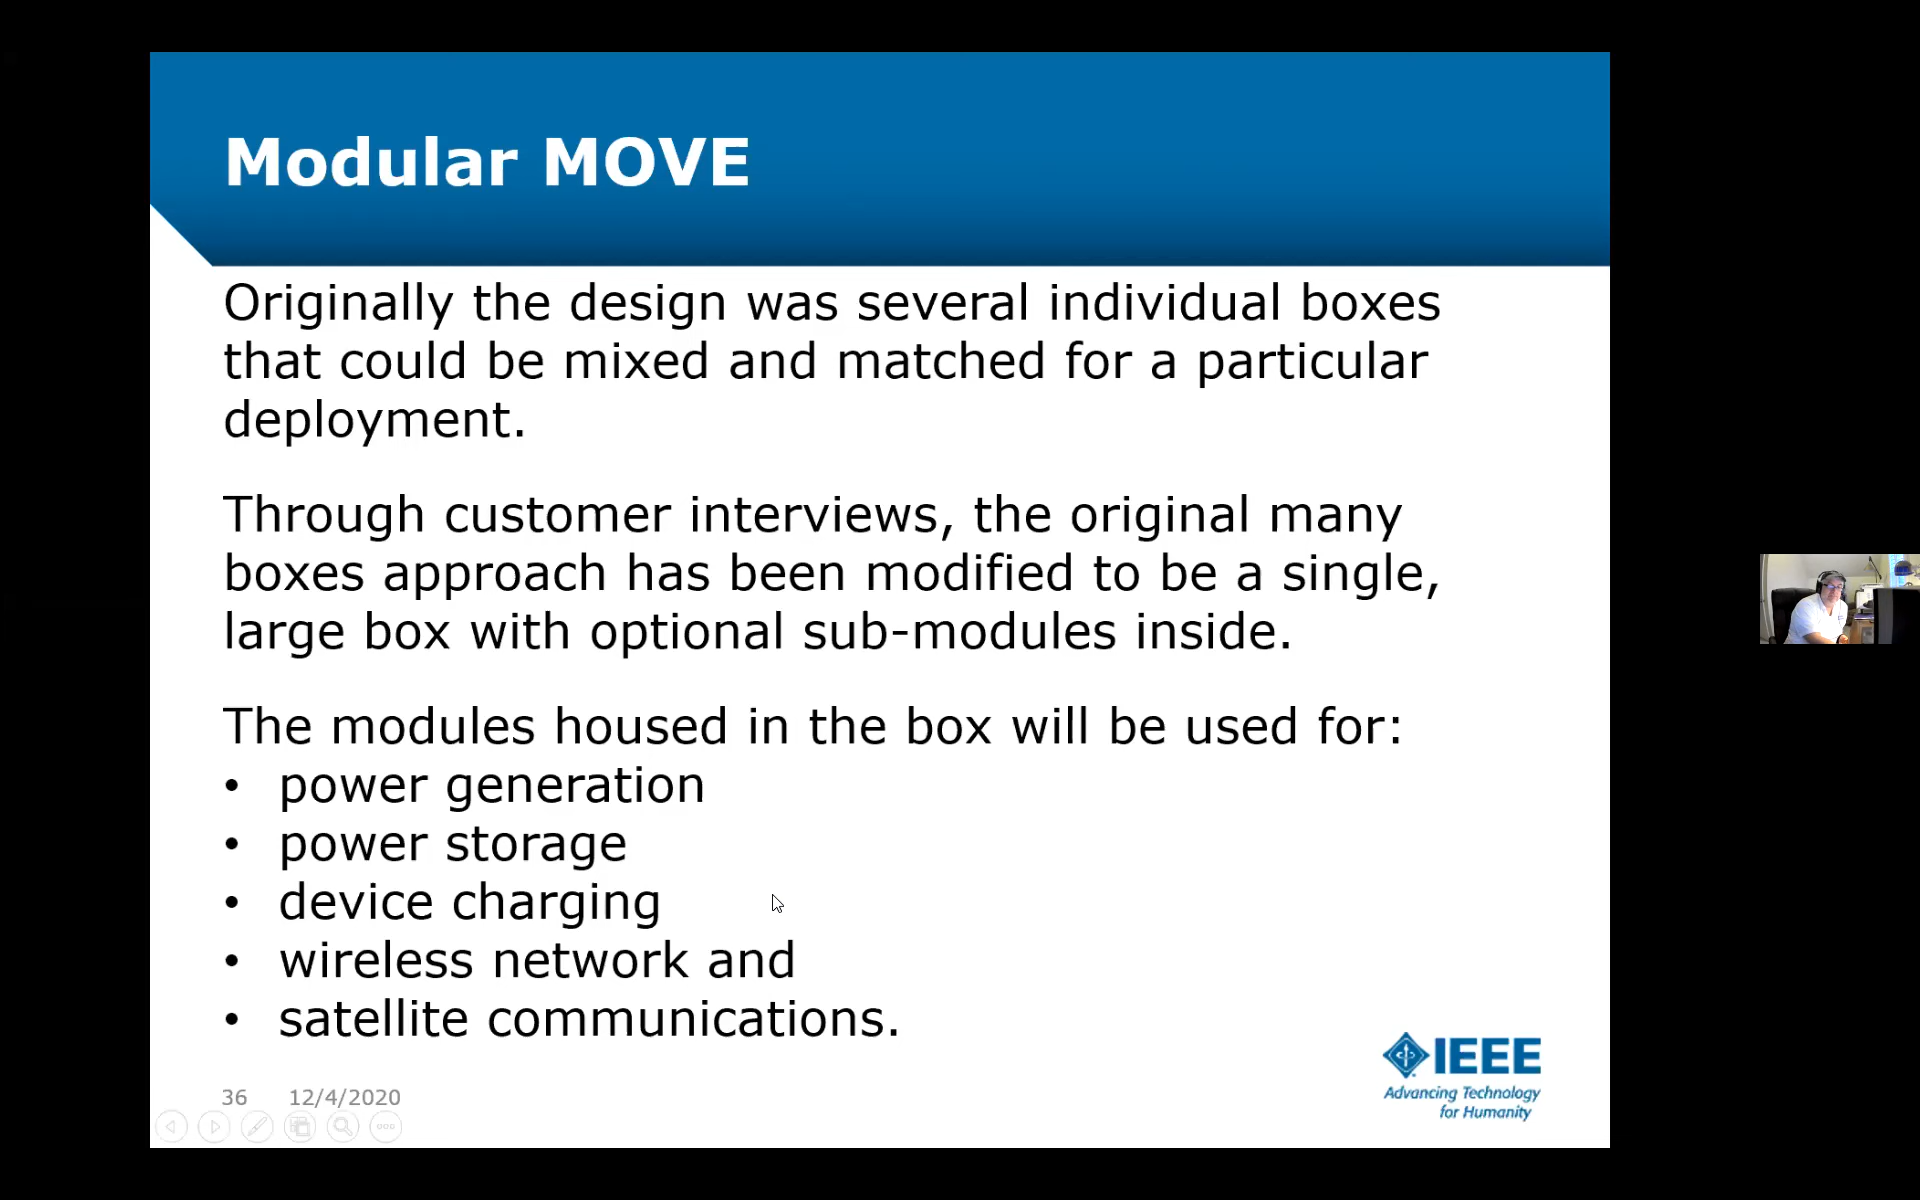 Modular MOVE
Originally the design was several individual boxes
that could be mixed and matched for a particular
deployment.
Through customer interviews, the original many
boxes approach has been modified to be a single,
large box with optional sub-modules inside.
The modules housed in the box will be used for:
• power generation
• power storage
• device charging
• wireless network and
• satellite communications.
IEEE
Advancing Technology
for Humanity
36 12/4/2020